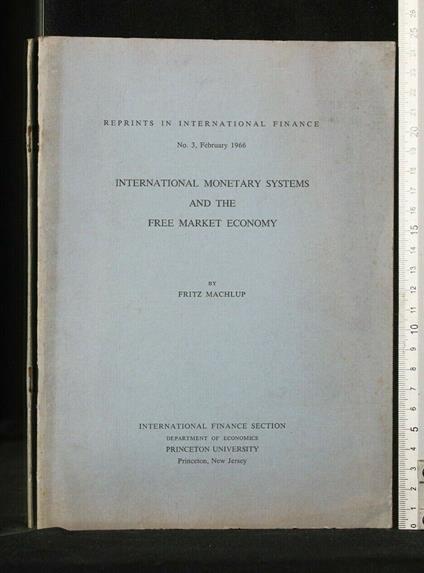 REPRINTS IN INTERNATIONAL FINANCE
No. 3, February 1966
INTERNATIONAL MONETARY SYSTEMS
AND THE
FREE MARKET ECONOMY
BY
FRITZ MACHLUP
INTERNATIONAL FINANCE SECTION
DEPARTMENT OF ECONOMICS
PRINCETON UNIVERSITY
Princeton, New Jersey